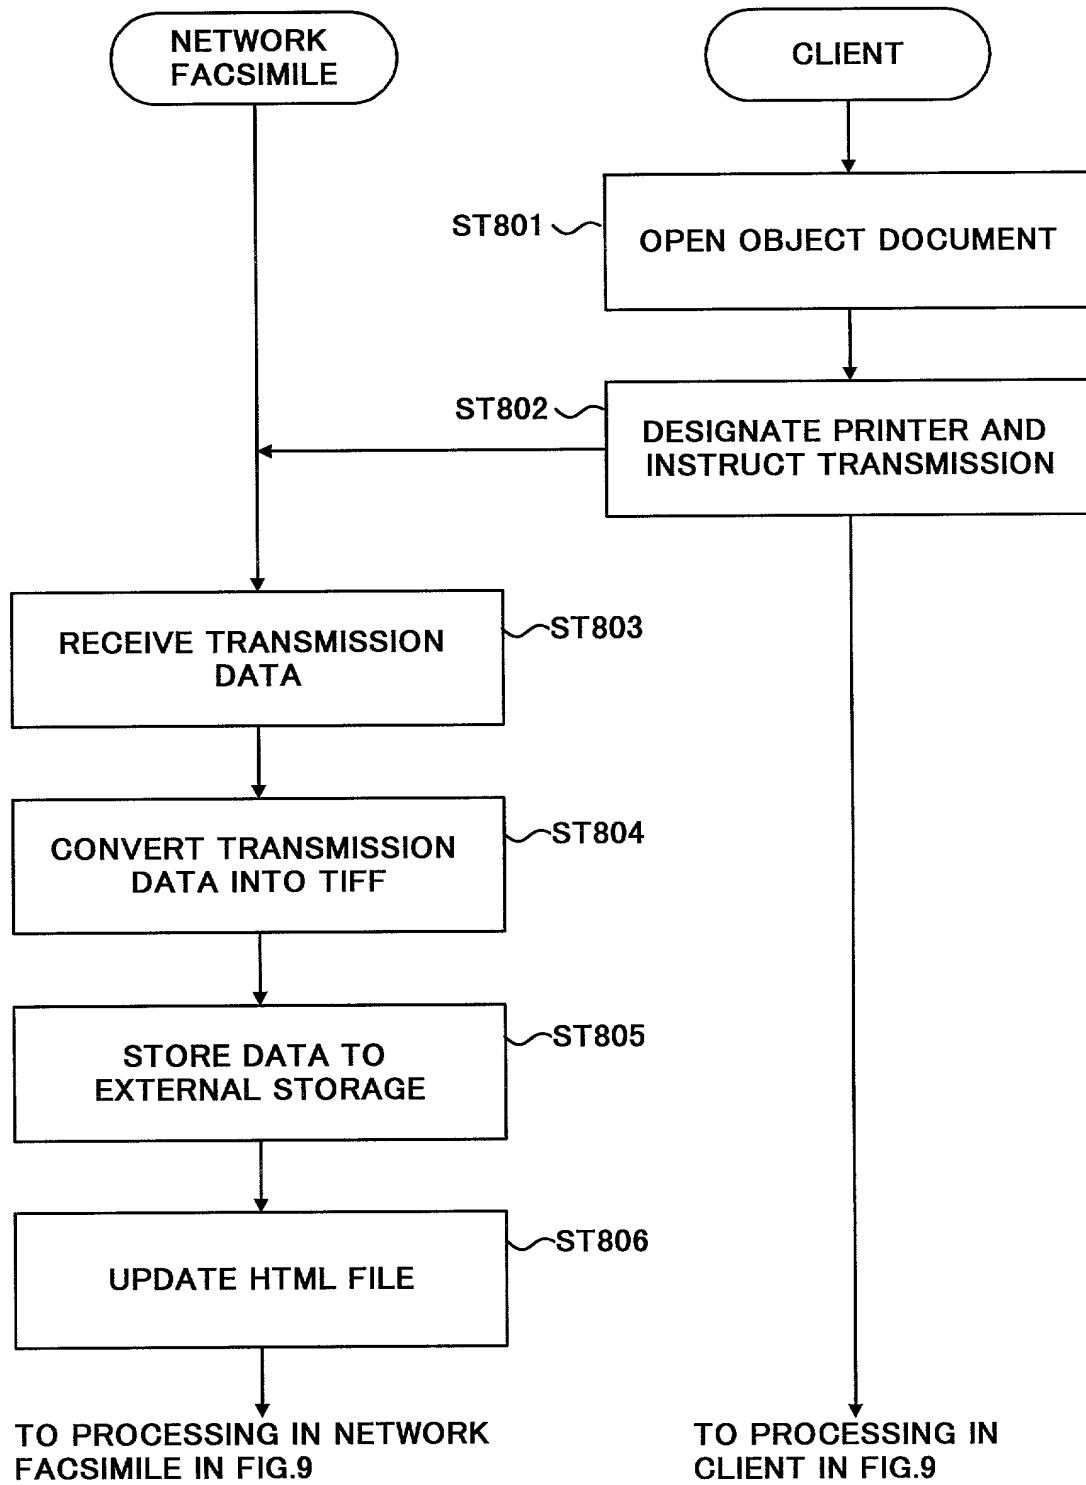 NETWORK
FACSIMILE
CLIENT
ST801
OPEN OBJECT DOCUMENT
ST802
DESIGNATE PRINTER AND
INSTRUCT TRANSMISSION
RECEIVE TRANSMISSION
DATA
ST803
CONVERT TRANSMISSION
DATA INTO TIFF
ST804
STORE DATA TO
EXTERNAL STORAGE
ST805
UPDATE HTML FILE
ST806
TO PROCESSING IN NETWORK
FACSIMILE IN FIG.9
TO PROCESSING IN
CLIENT IN FIG.9